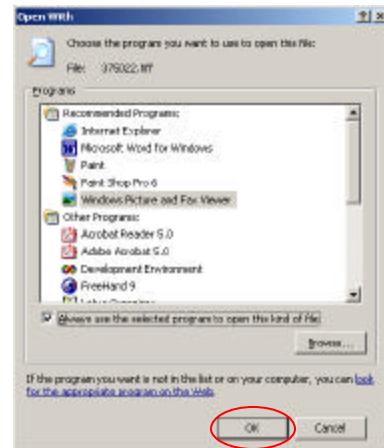 Open With
Choose the program you want to use to open this file:
File: 375022.tif
Programs
Recommended Programs:
Internet Explorer
Microsoft Word for Windows
Paint
Paint Shop Pro 6
Windows Picture and Fax Viewer
Other Programs:
Acrobat Reader 5.0
Adobe Acrobat 5.0
Development Environment
FreeHand 9
Always use the selected program to open this kind of file
Browse...
If the program you want is not in the list or on your computer, you can look
for the appropriate program on the Web.
OK
Cancel